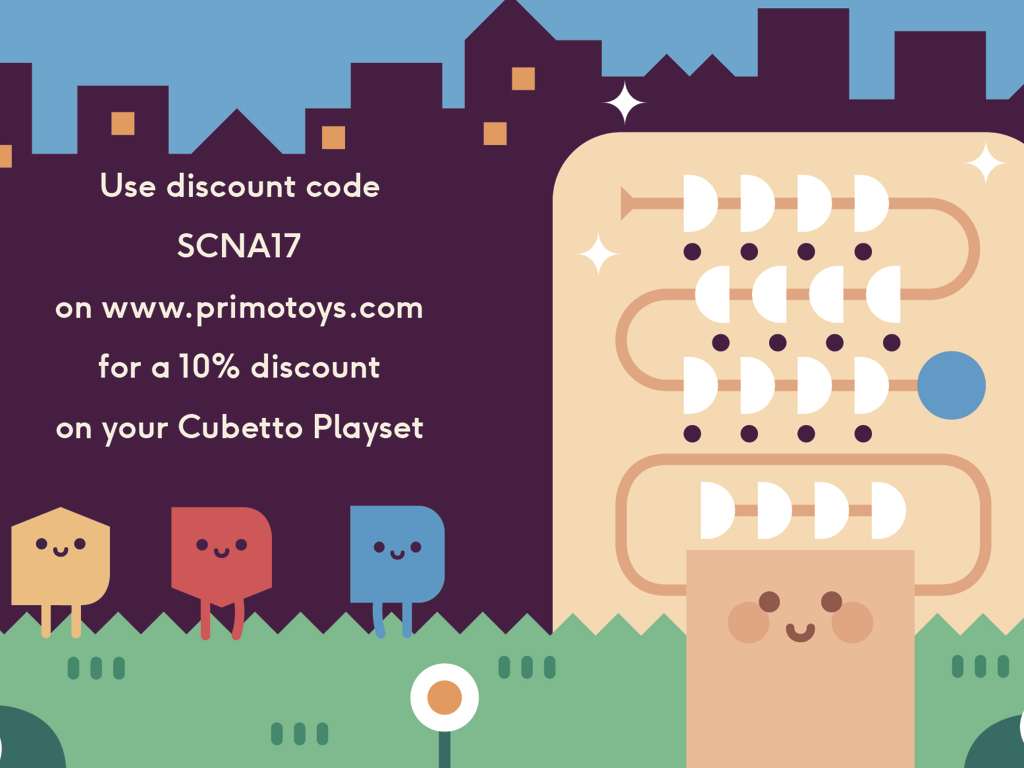 Use discount code
SCNA17
on www.primotoys.com
for a 10% discount
on your Cubetto Playset